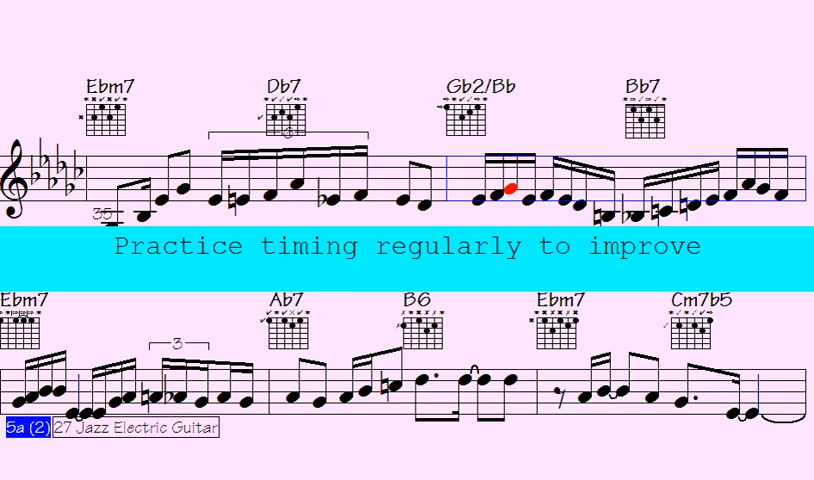 Ebm7 Db7 Gb2/Bb Bb7
6
35
Practice timing regularly to improve
Ebm7 Ab7 B6 Ebm7 Cm7b5
3
5a (2) 27 Jazz Electric Guitar